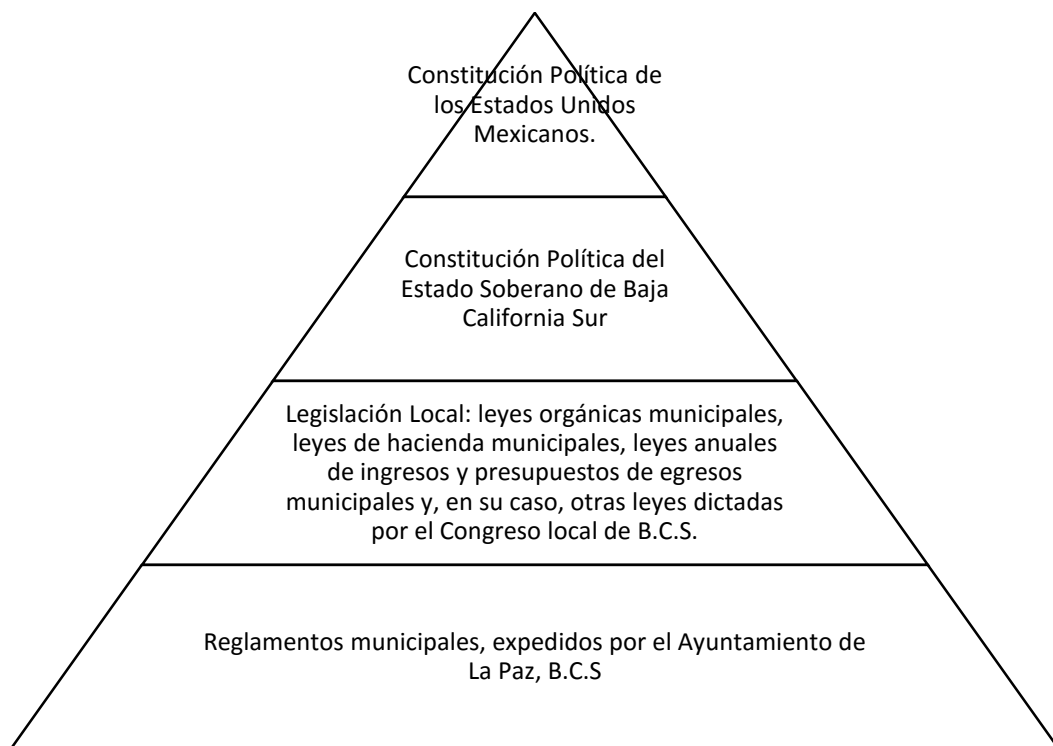 Constitución Política de
los Estados Unidos
Mexicanos.
Constitución Política del
Estado Soberano de Baja
California Sur
Legislación Local: leyes orgánicas municipales,
leyes de hacienda municipales, leyes anuales
de ingresos y presupuestos de egresos
municipales y, en su caso, otras leyes dictadas
por el Congreso local de B.C.S.
Reglamentos municipales, expedidos por el Ayuntamiento de
La Paz, B.C.S